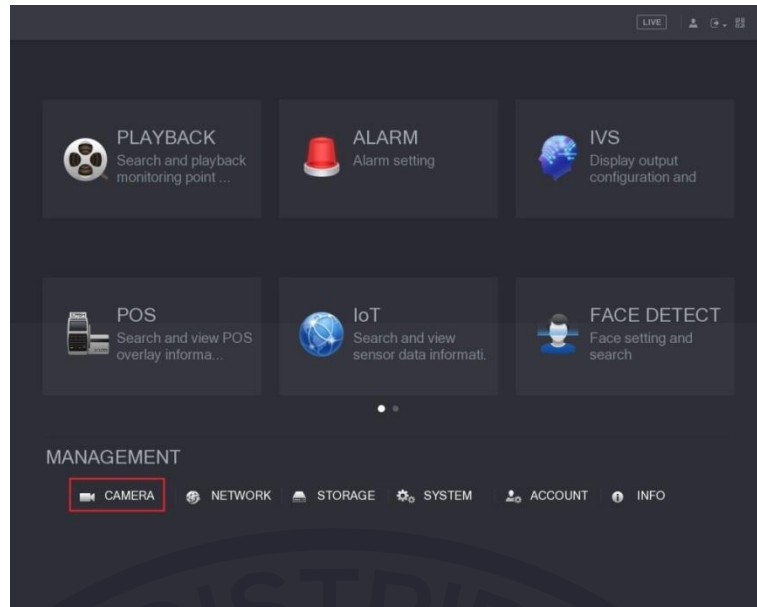 LIVE
PLAYBACK
Search and playback
monitoring point ...
ALARM
Alarm setting
IVS
Display output
configuration and
POS
Search and view POS
overlay informa...
IoT
Search and view
sensor data informati.
FACE DETECT
Face setting and
search
MANAGEMENT
CAMERA NETWORK STORAGE SYSTEM ACCOUNT INFO